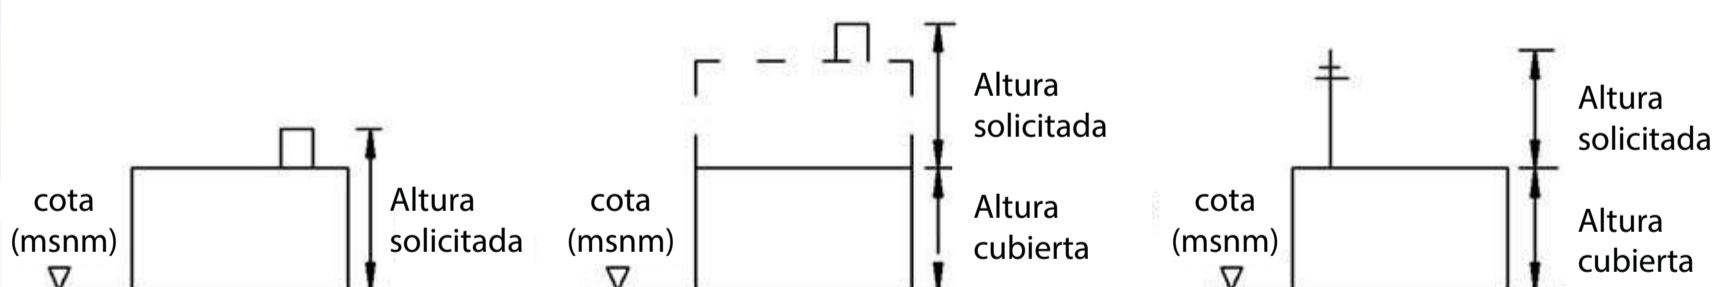 cota
(msnm)
Altura
solicitada
cota
(msnm)
Altura
solicitada
Altura
cubierta
cota
(msnm)
Altura
solicitada
Altura
cubierta